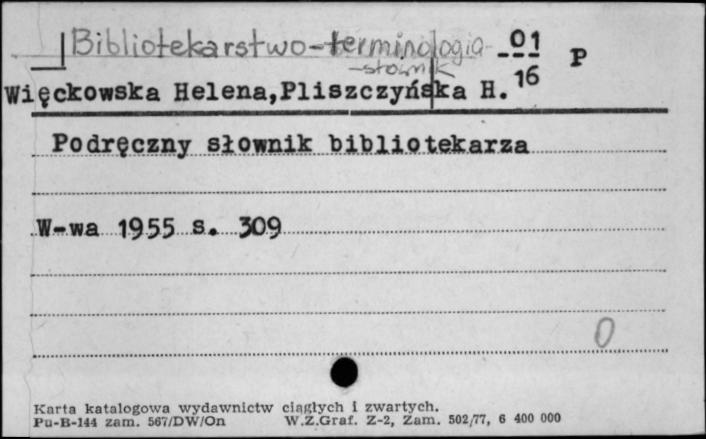 Bibliotekarstwo-terminologia 01 P
-słownik 16
Więckowska Helena,Pliszczyńska H.
Podręczny słownik bibliotekarza
W-wa 1955 s. 309
0
Karta katalogowa wydawnictw ciągłych i zwartych.
Pu-B-144 zam. 567/DW/On W.Z.Graf. Z-2, Zam. 502/77, 6 400 000